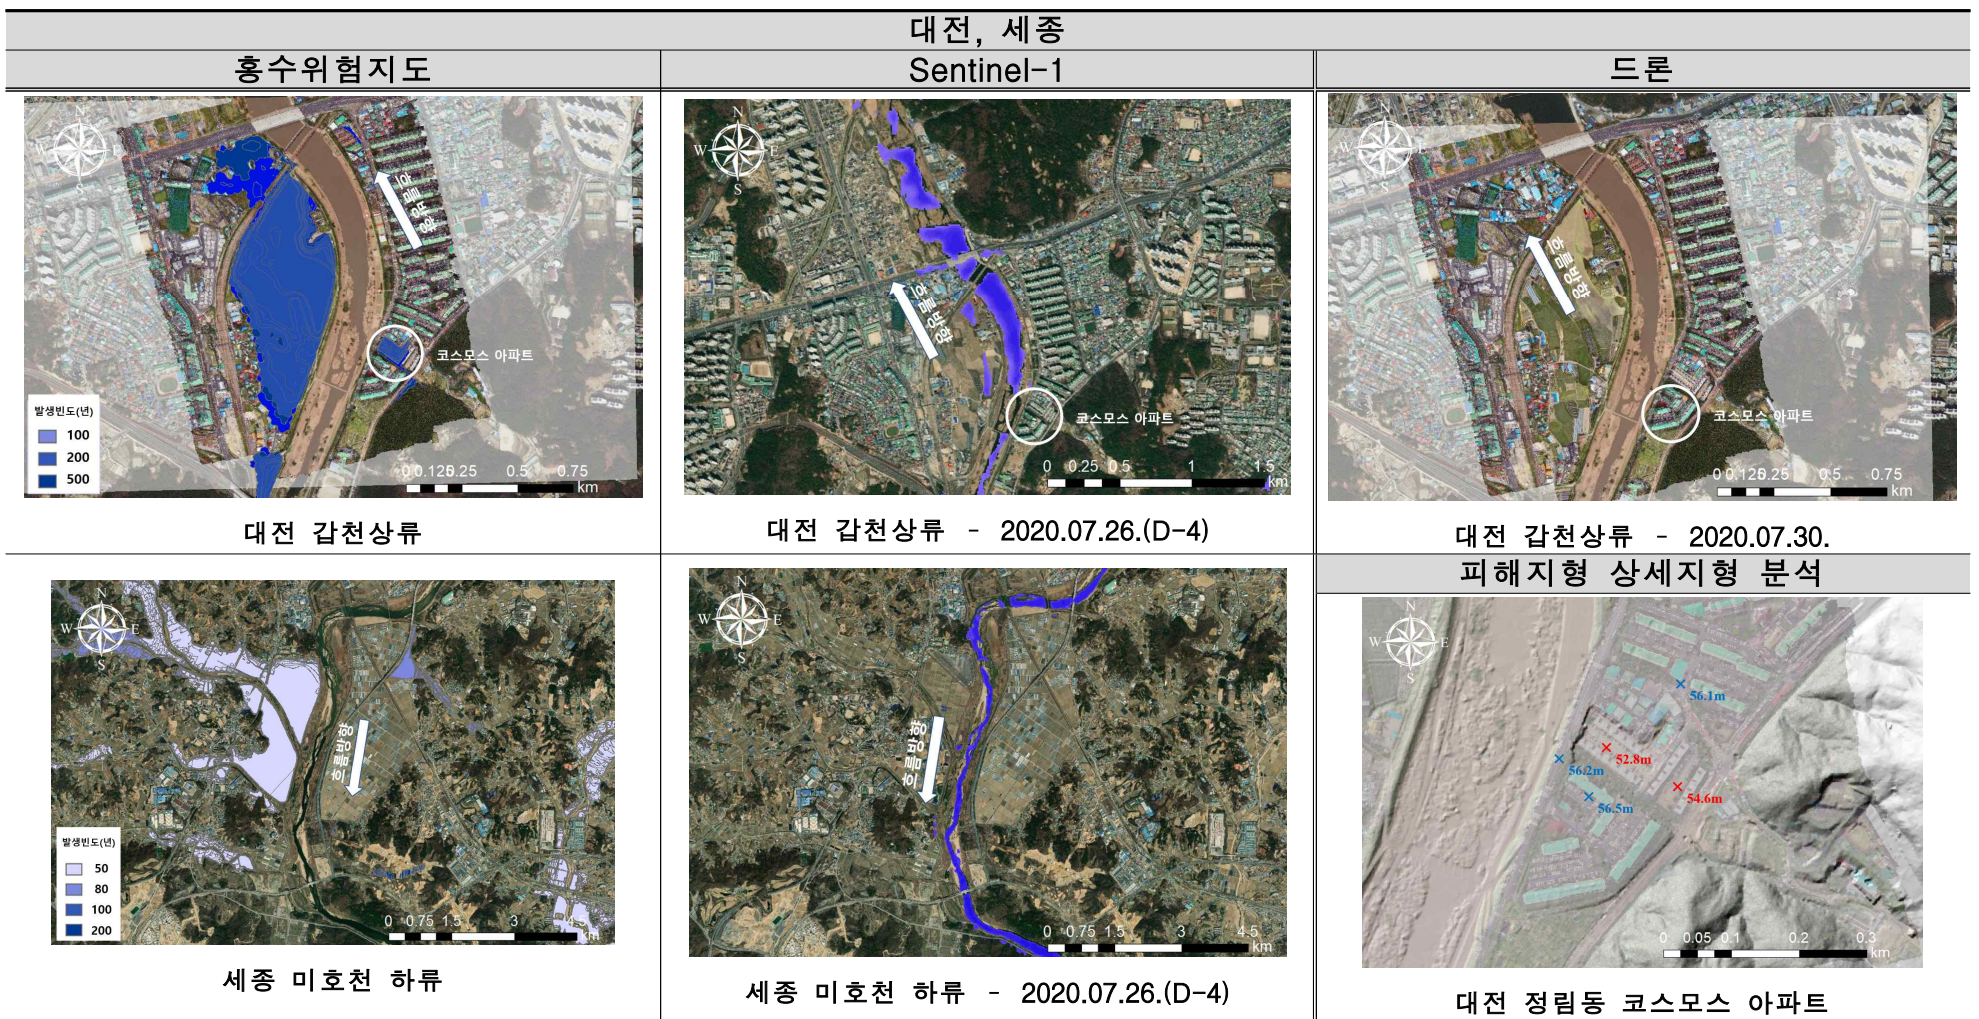 대전, 세종
홍수위험지도
Sentinel-1
드론
N
W
E
S
흐름방향
코스모스 아파트
발생빈도(년)
100
200
500
0 0.125 0.25 0.5 0.75
km
대전 갑천상류
N
W
E
S
흐름방향
코스모스 아파트
0 0.25 0.5 1 1.5
km
대전 갑천상류 - 2020.07.26.(D-4)
N
W
E
S
흐름방향
코스모스 아파트
0 0.125 0.25 0.5 0.75
km
대전 갑천상류 - 2020.07.30.
N
W
E
S
흐름방향
발생빈도(년)
50
80
100
200
0 0.75 1.5 3 4.5
km
세종 미호천 하류
N
W
E
S
흐름방향
0 0.75 1.5 3 4.5
km
세종 미호천 하류 - 2020.07.26.(D-4)
피해지형 상세지형 분석
N
W
E
S
56.1m
52.8m
56.2m
54.6m
56.5m
0 0.05 0.1 0.2 0.3
km
대전 정림동 코스모스 아파트